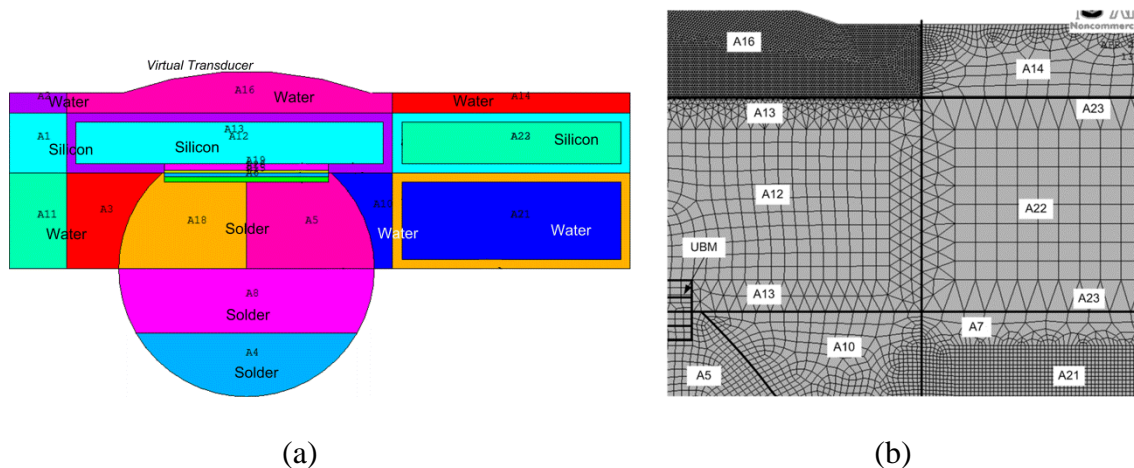 Virtual Transducer
A16
Water
Water
Water
A14
A1
A13
A12
A23
Silicon
Silicon
Silicon
A11
A3
A18
A5
A10
A21
Water
Solder
Water
Water
A8
Solder
A4
Solder
(a)
Noncommerc
A16
A14
A13
A23
A12
A22
UBM
A13
A23
A7
A10
A5
A21
(b)